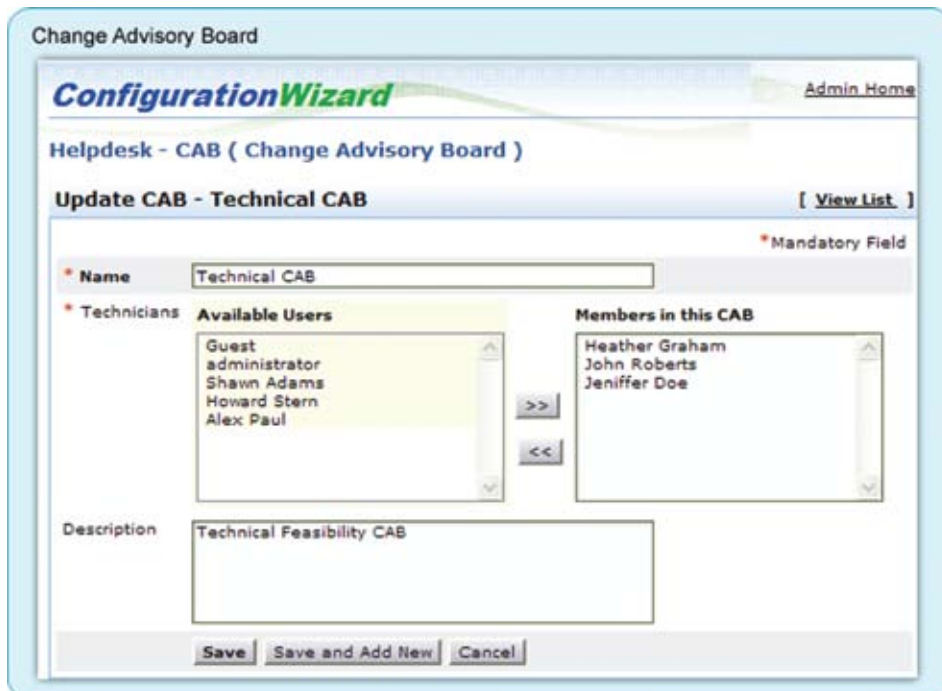 Change Advisory Board
ConfigurationWizard
Admin Home
Helpdesk - CAB ( Change Advisory Board )
Update CAB - Technical CAB
[ View List ]
*Mandatory Field
* Name
Technical CAB
* Technicians
Available Users
Members in this CAB
Guest
administrator
Shawn Adams
Howard Stern
Alex Paul
>>
<<
Heather Graham
John Roberts
Jeniffer Doe
Description
Technical Feasibility CAB
Save
Save and Add New
Cancel